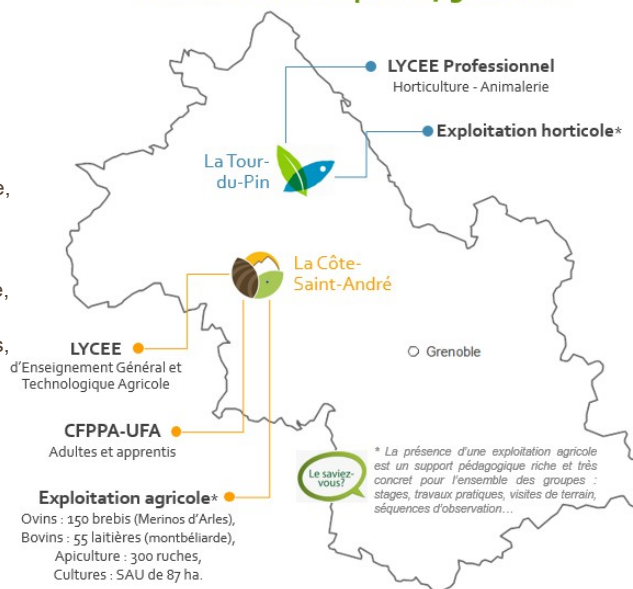 LYCEE Professionnel
Horticulture - Animalerie
Exploitation horticole*
La Tour-
du-Pin
La Côte-
Saint-André
LYCEE
d'Enseignement Général et
Technologique Agricole
Grenoble
CFPPA-UFA
Adultes et apprentis
Le saviez-
vous?
* La présence d'une exploitation agricole
est un support pédagogique riche et très
concret pour l'ensemble des groupes :
stages, travaux pratiques, visites de terrain,
séquences d'observation…
Exploitation agricole*
Ovins : 150 brebis (Merinos d'Arles),
Bovins : 55 laitières (montbéliarde),
Apiculture : 300 ruches,
Cultures : SAU de 87 ha.